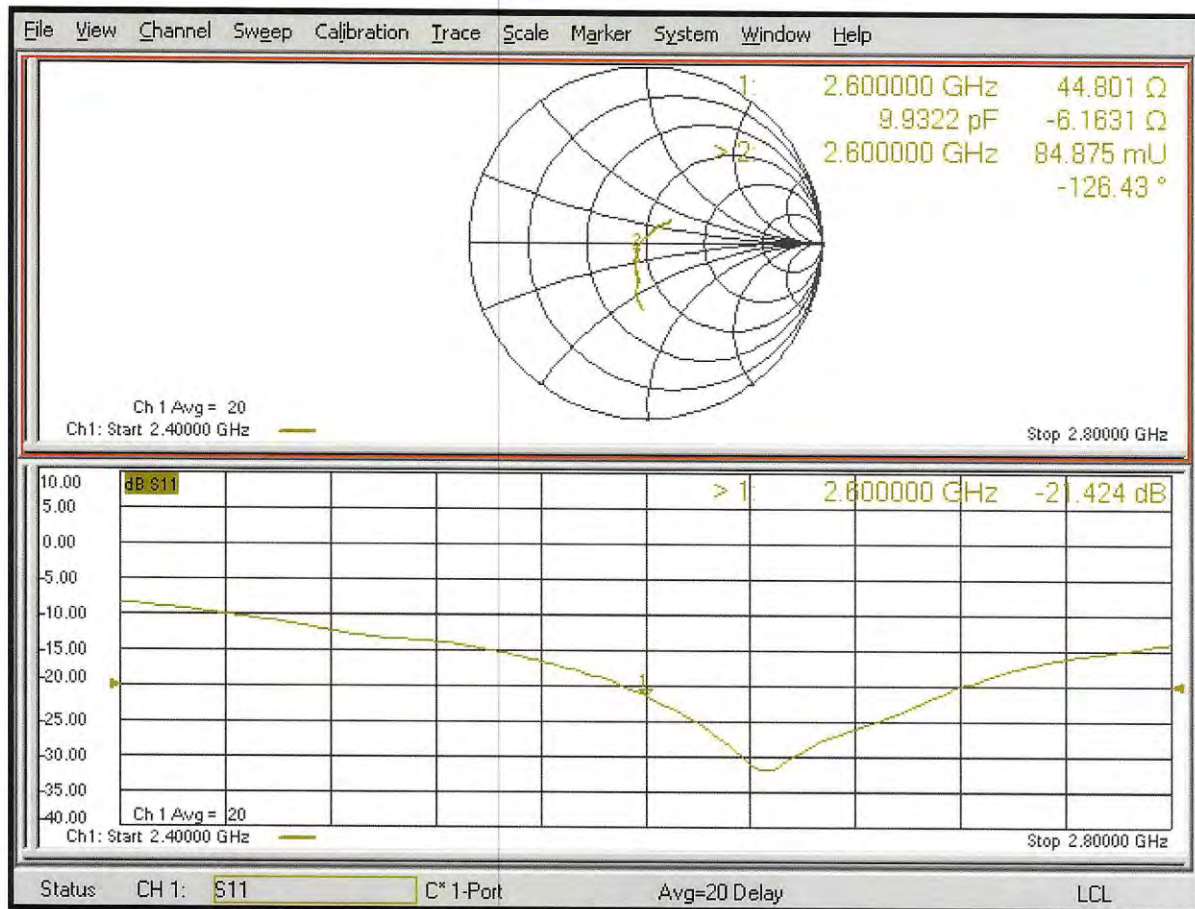 File View Channel Sweep Calibration Trace Scale Marker System Window Help
1: 2.600000 GHz 44.801 Ω
9.9322 pF -6.1631 Ω
> 2: 2.600000 GHz 84.875 mU
-126.43 °
2
Ch 1 Avg = 20
Ch1: Start 2.40000 GHz
Stop 2.80000 GHz
10.00
dB S11
> 1: 2.600000 GHz -21.424 dB
5.00
0.00
-5.00
-10.00
-15.00
-20.00
1
-25.00
-30.00
-35.00
-40.00
Ch 1 Avg = 20
Ch1: Start 2.40000 GHz
Stop 2.80000 GHz
Status CH 1: S11 C* 1-Port Avg=20 Delay LCL